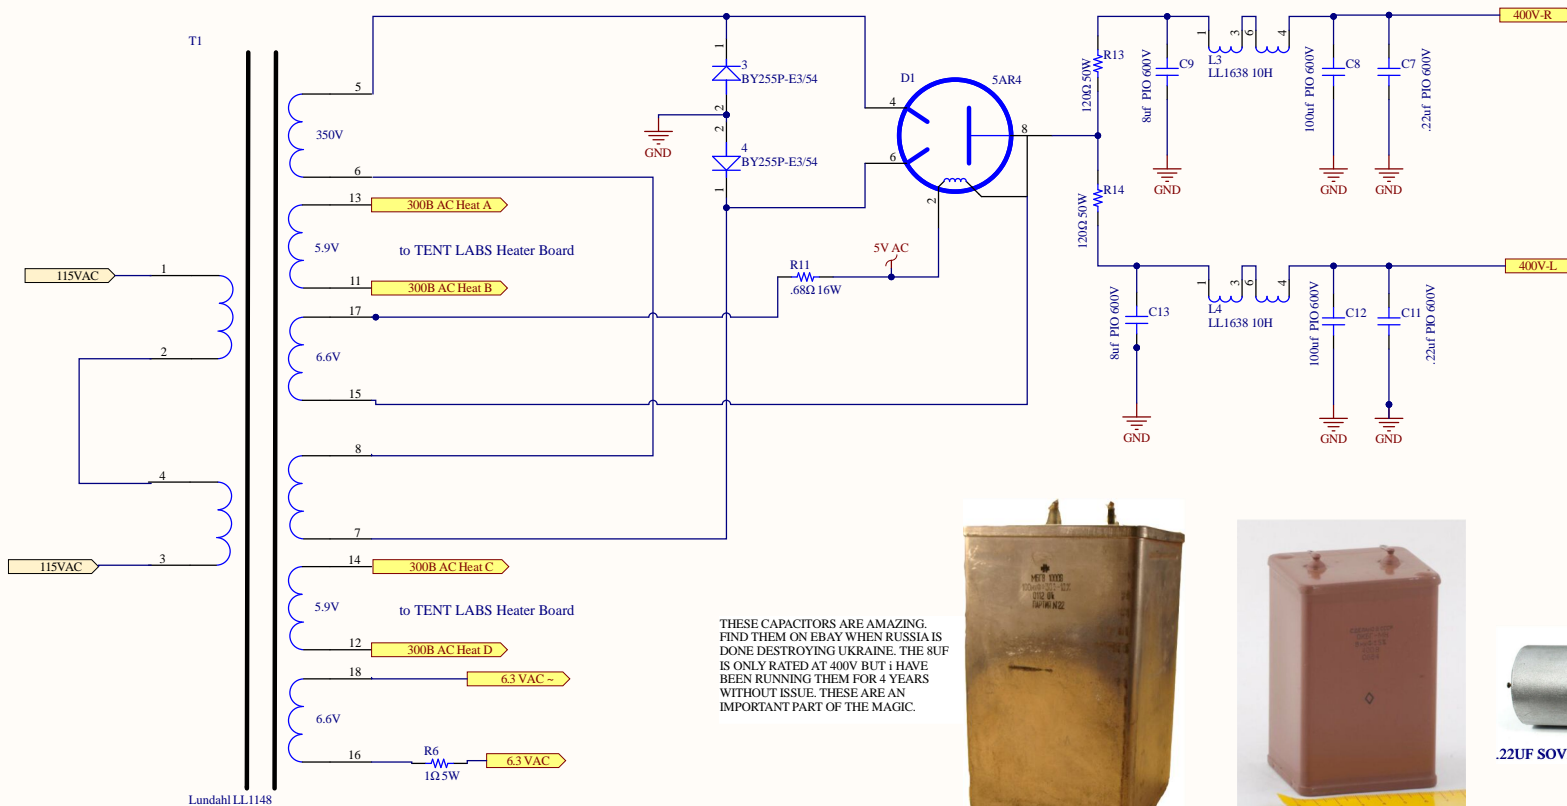 T1
115VAC
1
2
4
3
115VAC
Lundahl LL1148
5
350V
6
13
300B AC Heat A
5.9V
to TENT LABS Heater Board
11
300B AC Heat B
17
6.6V
15
8
7
14
300B AC Heat C
5.9V
to TENT LABS Heater Board
12
300B AC Heat D
18
6.3 VAC ~
6.6V
16
R6
1Ω 5W
6.3 VAC
1
3
BY255P-E3/54
2
GND
2
4
BY255P-E3/54
1
D1
5AR4
4
8
6
2
5V AC
R11
.68Ω 16W
R13
120Ω 50W
R14
120Ω 50W
C9
8uf PIO 600V
GND
1
3
6
4
L3
LL1638 10H
C8
100uf PIO 600V
GND
C7
.22uf PIO 600V
GND
400V-R
C13
8uf PIO 600V
GND
1
3
6
4
L4
LL1638 10H
C12
100uf PIO 600V
GND
C11
.22uf PIO 600V
GND
400V-L
THESE CAPACITORS ARE AMAZING.
FIND THEM ON EBAY WHEN RUSSIA IS
DONE DESTROYING UKRAINE. THE 8UF
IS ONLY RATED AT 400V BUT i HAVE
BEEN RUNNING THEM FOR 4 YEARS
WITHOUT ISSUE. THESE ARE AN
IMPORTANT PART OF THE MAGIC.
.22UF SOV